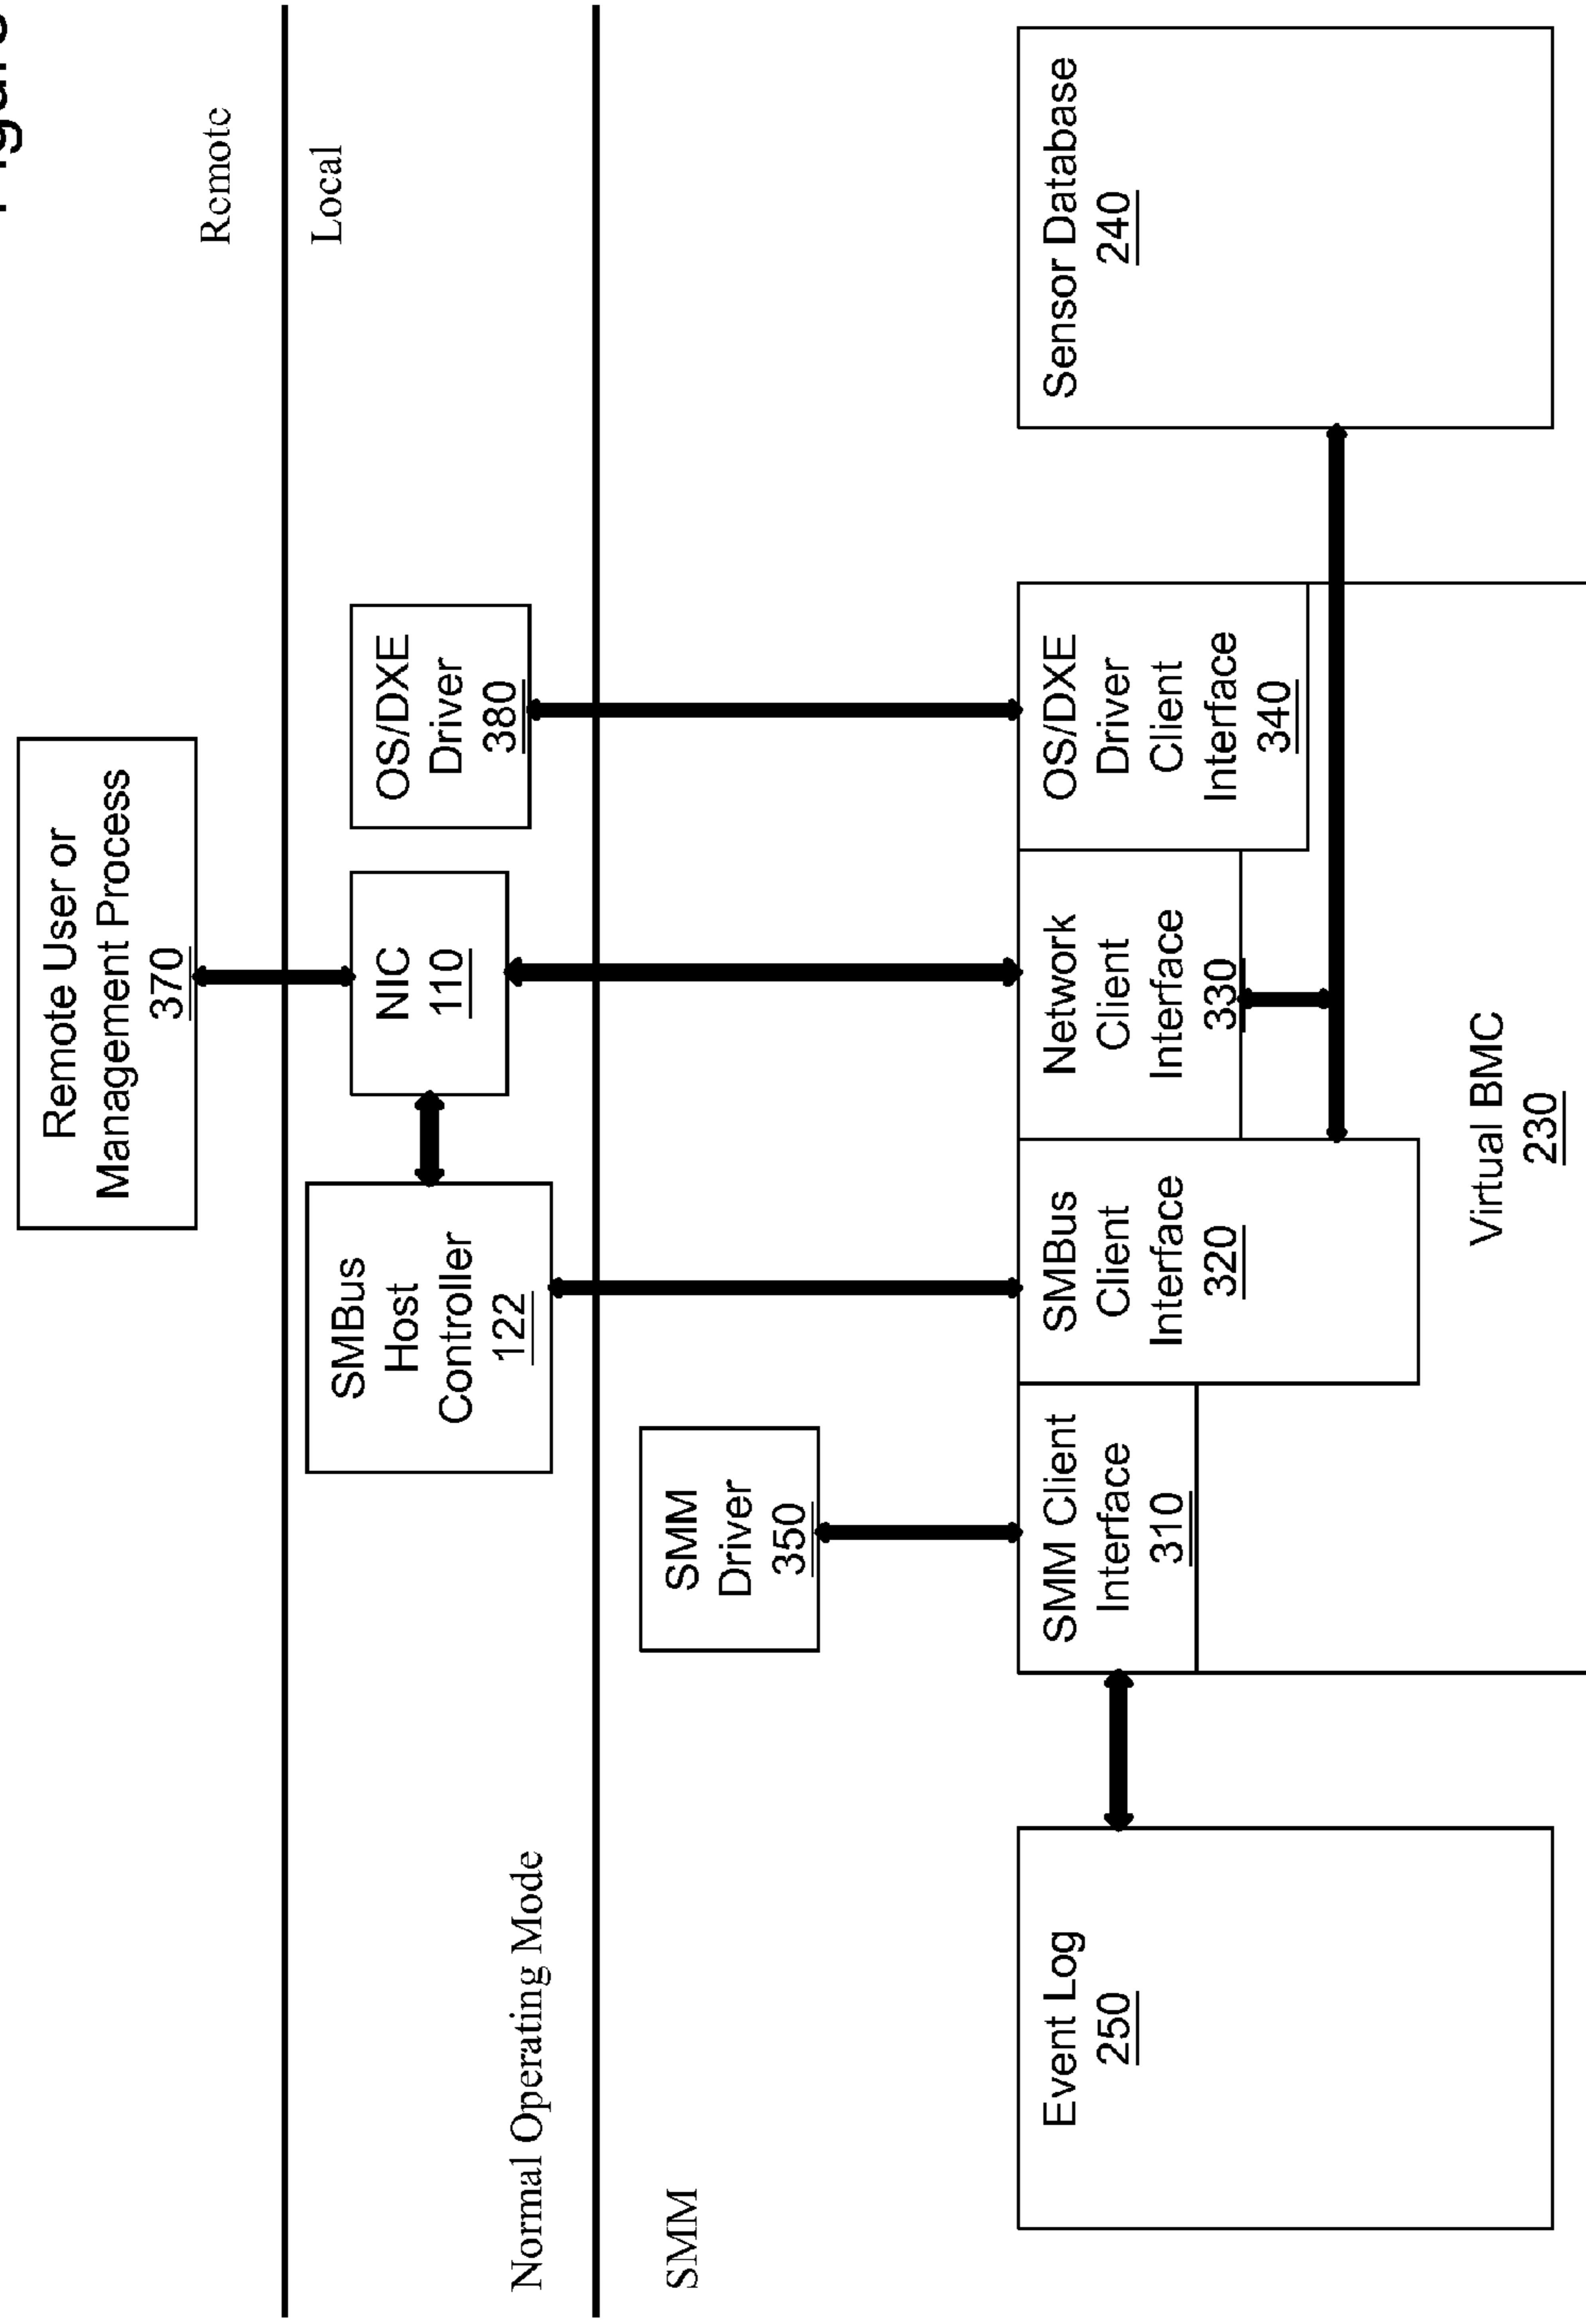 Remote
Local
Remote User or
Management Process
370
SMBus
Host
Controller
122
NIC
110
OS/DXE
Driver
380
Normal Operating Mode
SMM
SMM
Driver
350
Event Log
250
SMM Client
Interface
310
SMBus
Client
Interface
320
Network
Client
Interface
330
OS/DXE
Driver
Client
Interface
340
Sensor Database
240
Virtual BMC
230